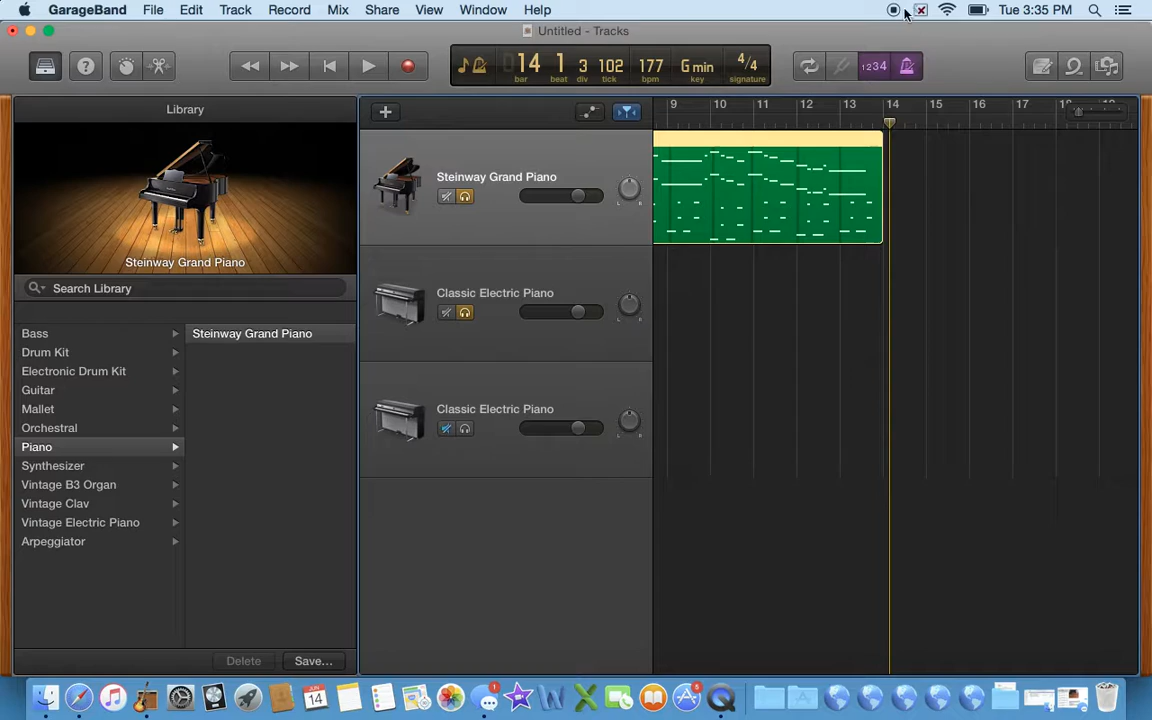 GarageBand File Edit Track Record Mix Share View Window Help Tue 3:35 PM
Untitled - Tracks
14 1 3 102 177 G min 4/4
bar beat div tick bpm key signature
1234
Library
9 10 11 12 13 14 15 16 17
Steinway Grand Piano
Steinway Grand Piano
L R
Search Library
Classic Electric Piano
L R
Bass
Steinway Grand Piano
Drum Kit
Electronic Drum Kit
Guitar
Mallet
Classic Electric Piano
L R
Orchestral
Piano
Synthesizer
Vintage B3 Organ
Vintage Clav
Vintage Electric Piano
Arpeggiator
Delete Save...
JUN
14
1
5